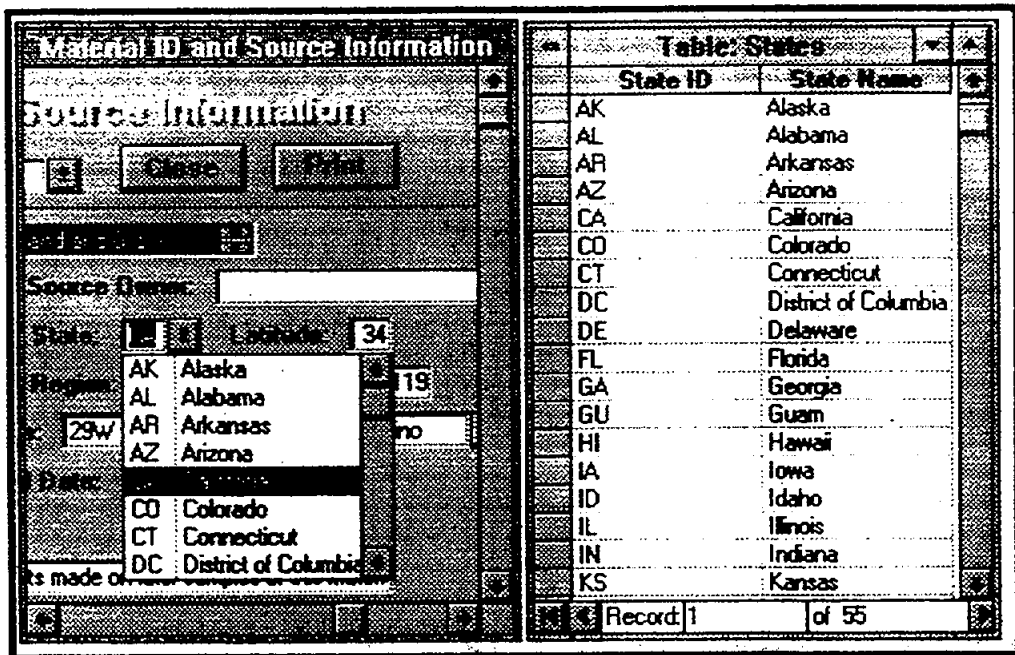 Material ID and Source Information
Source Information
Close Print
Source Owner:
State: Latitude: 34
Region: 119
29W
Date:
AK Alaska
AL Alabama
AR Arkansas
AZ Arizona
CO Colorado
CT Connecticut
DC District of Columbia
Table: States
State ID State Name
AK Alaska
AL Alabama
AR Arkansas
AZ Arizona
CA California
CO Colorado
CT Connecticut
DC District of Columbia
DE Delaware
FL Florida
GA Georgia
GU Guam
HI Hawaii
IA Iowa
ID Idaho
IL Illinois
IN Indiana
KS Kansas
Record: 1 of 55